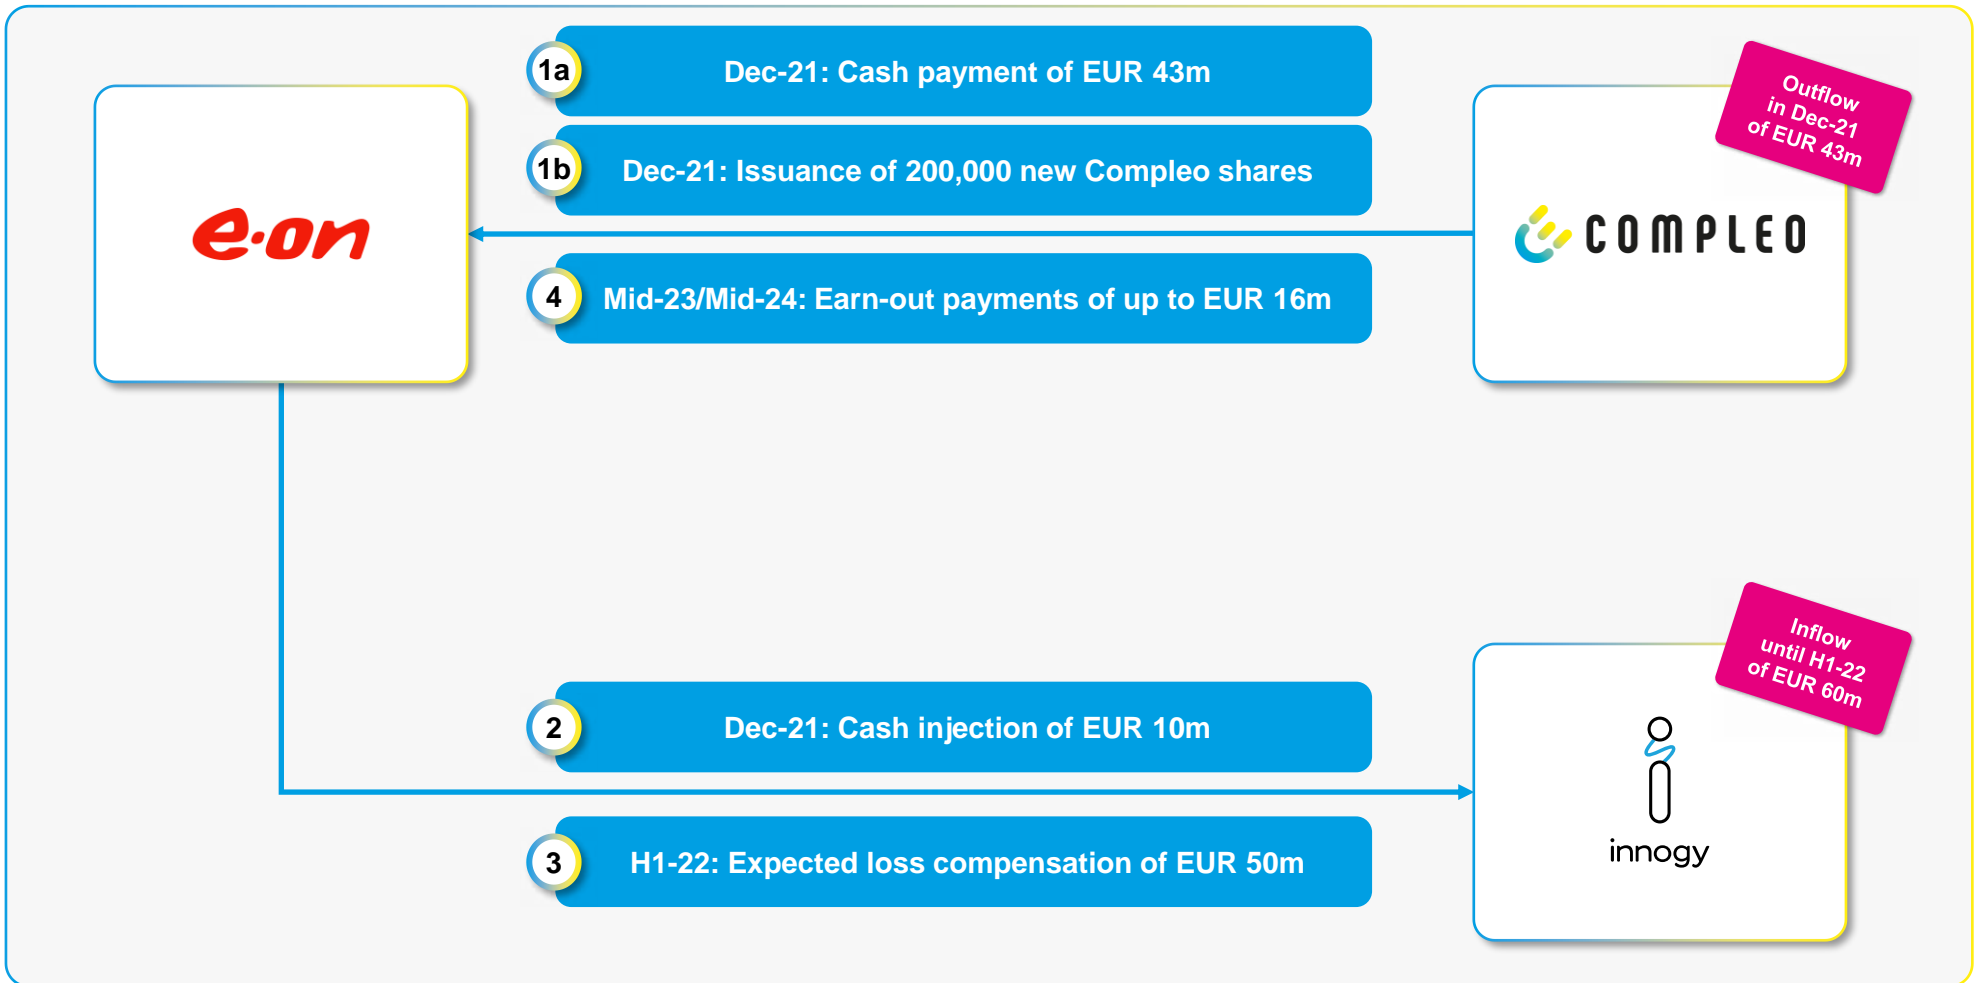 1a
Dec-21: Cash payment of EUR 43m
Outflow
in Dec-21
of EUR 43m
1b
Dec-21: Issuance of 200,000 new Compleo shares
e·on
COMPLEO
4
Mid-23/Mid-24: Earn-out payments of up to EUR 16m
Inflow
until H1-22
of EUR 60m
2
Dec-21: Cash injection of EUR 10m
3
H1-22: Expected loss compensation of EUR 50m
innogy